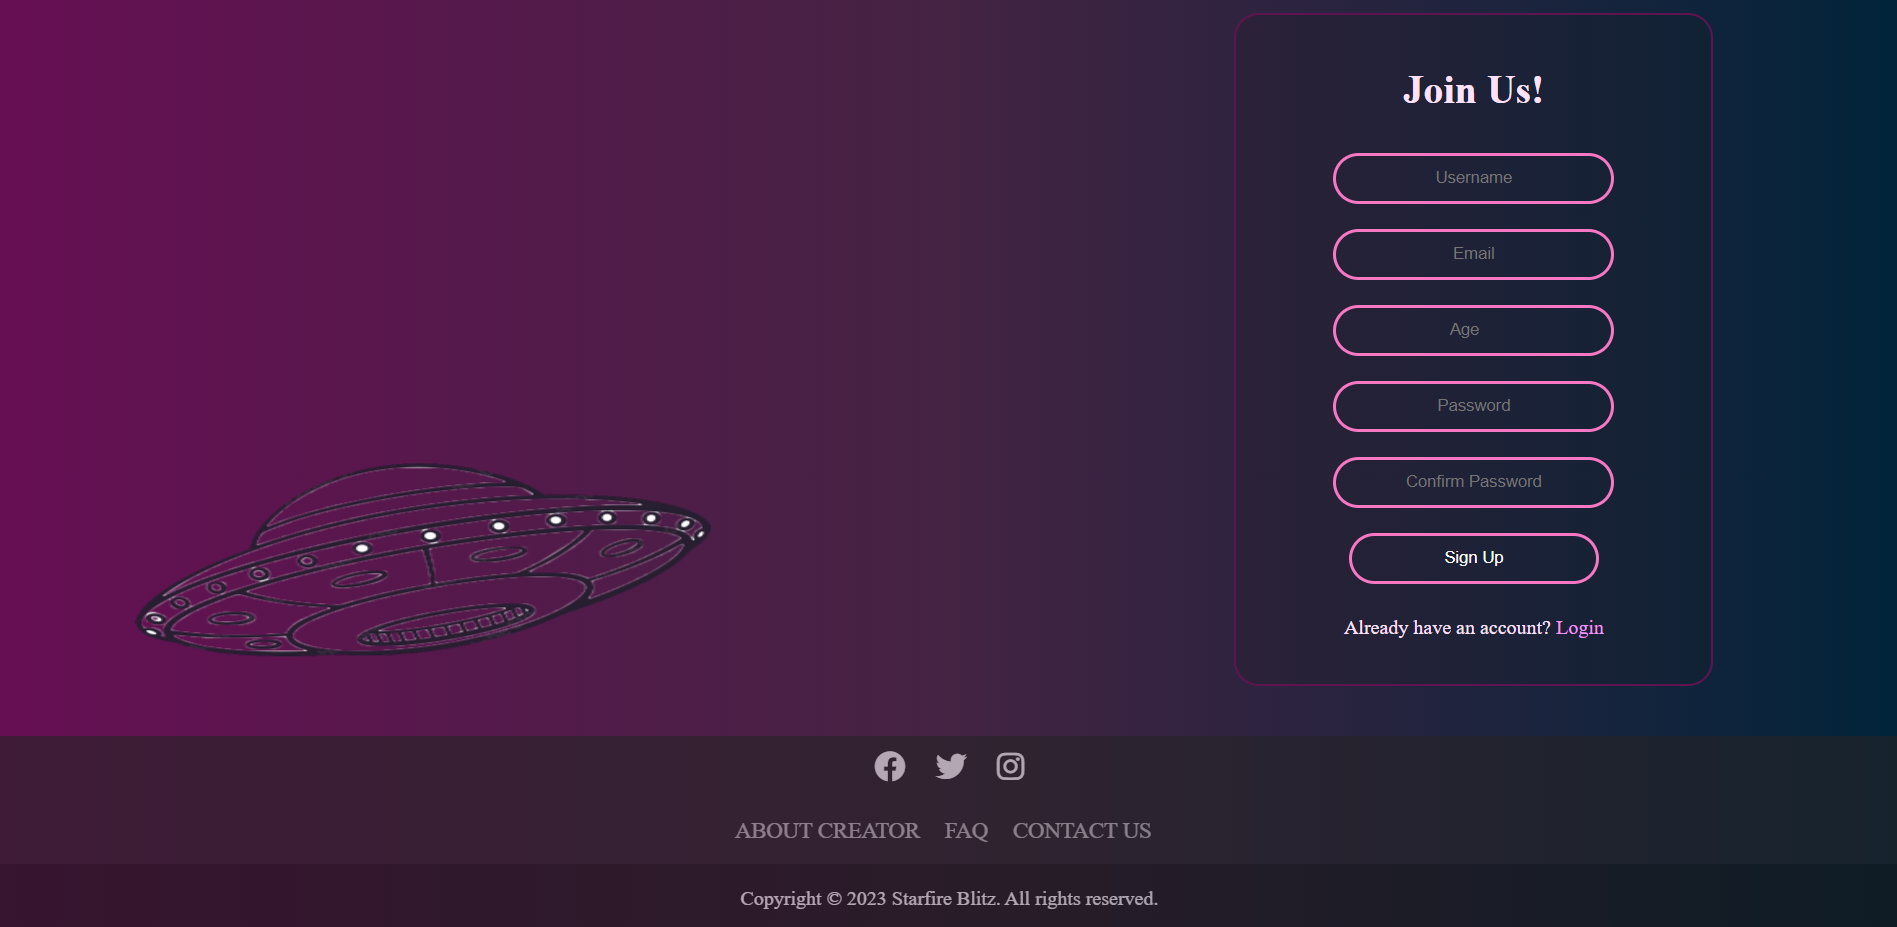 Join Us!
Username
Email
Age
Password
Confirm Password
Sign Up
Already have an account? Login
ABOUT CREATOR FAQ CONTACT US
Copyright © 2023 Starfire Blitz. All rights reserved.